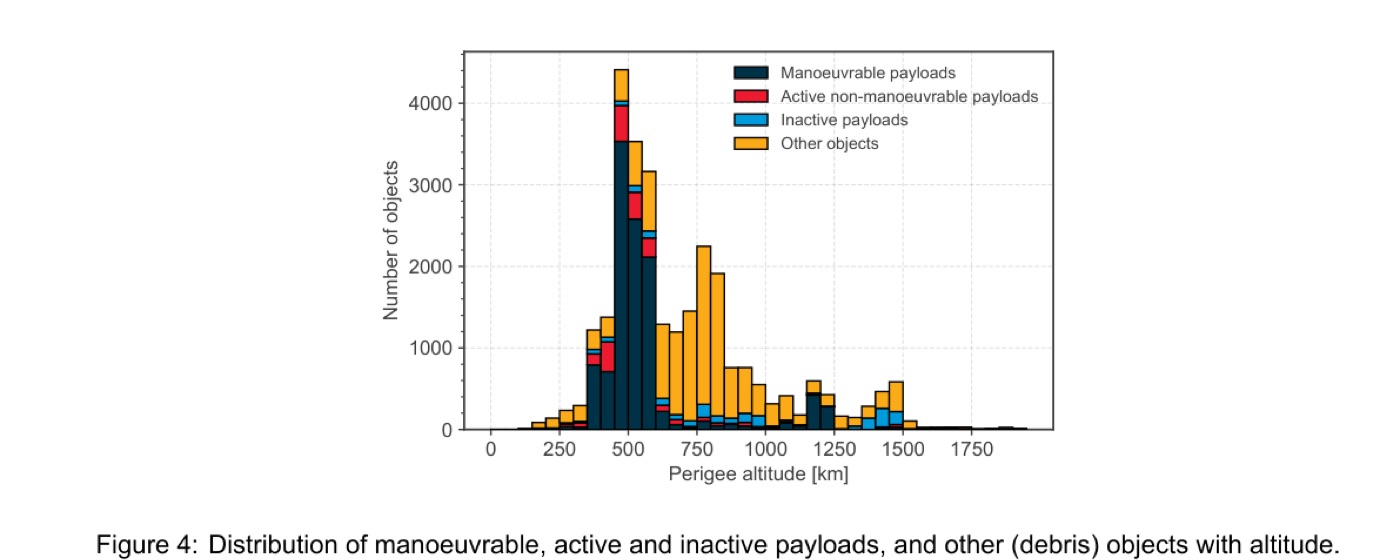 Manoeuvrable payloads
Active non-manoeuvrable payloads
Inactive payloads
Other objects
4000
3000
2000
1000
0
Number of objects
0 250 500 750 1000 1250 1500 1750
Perigee altitude [km]
Figure 4: Distribution of manoeuvrable, active and inactive payloads, and other (debris) objects with altitude.